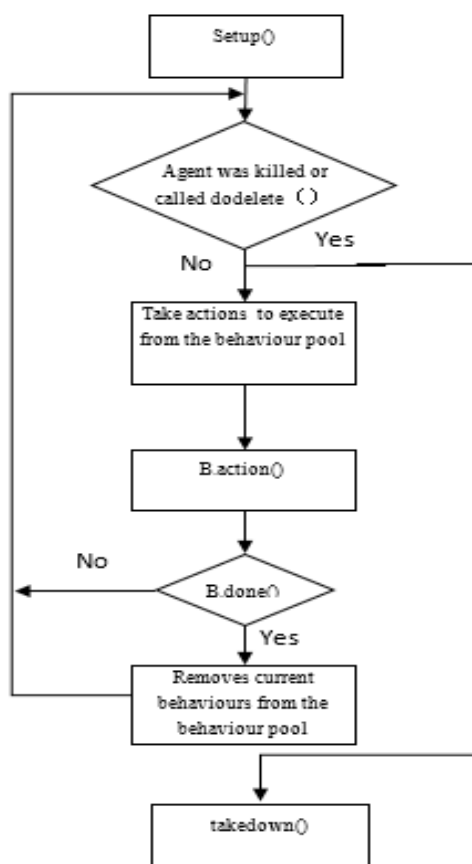 Setup()
Agent was killed or
called dodelete ()
Yes
No
Take actions to execute
from the behaviour pool
B.action()
No
B.done()
Yes
Removes current
behaviours from the
behaviour pool
takedown()